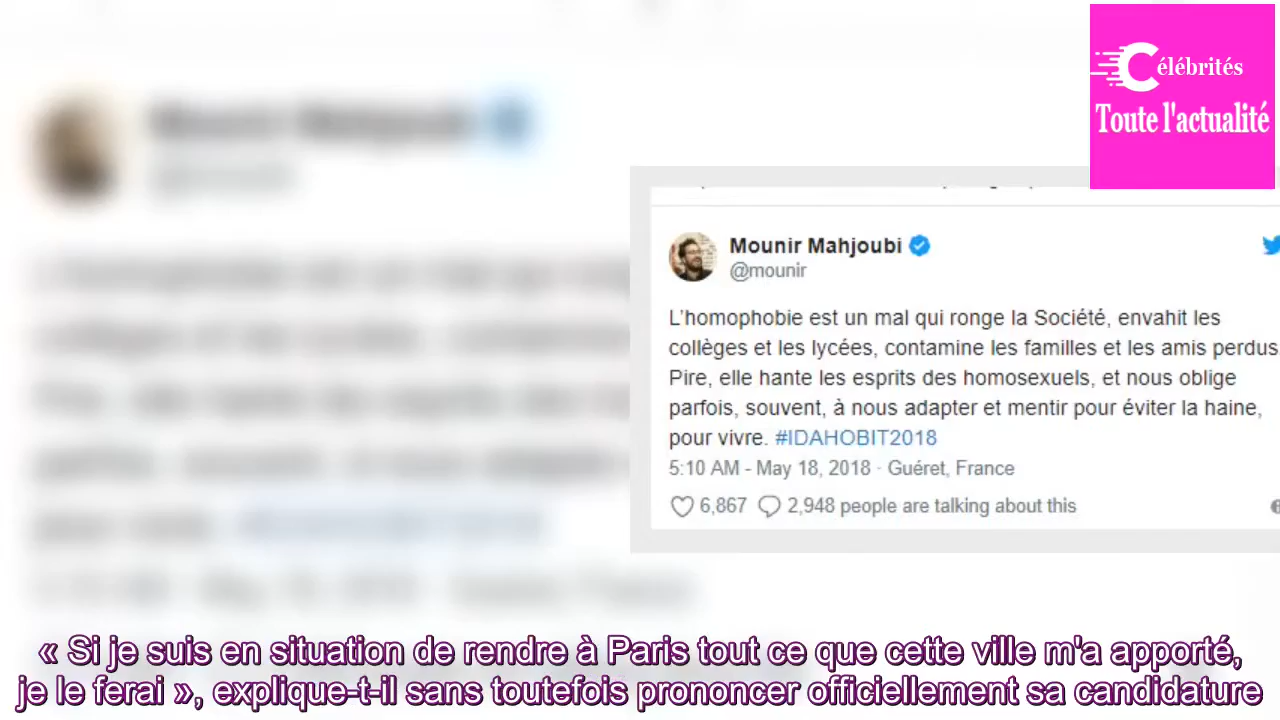 Célébrités
Toute l'actualité
Mounir Mahjoubi
@mounir
L'homophobie est un mal qui ronge la Société, envahit les
collèges et les lycées, contamine les familles et les amis perdus
Pire, elle hante les esprits des homosexuels, et nous oblige
parfois, souvent, à nous adapter et mentir pour éviter la haine,
pour vivre. #IDAHOBIT2018
5:10 AM - May 18, 2018 · Guéret, France
6,867 2,948 people are talking about this
« Si je suis en situation de rendre à Paris tout ce que cette ville m'a apporté,
je le ferai », explique-t-il sans toutefois prononcer officiellement sa candidature